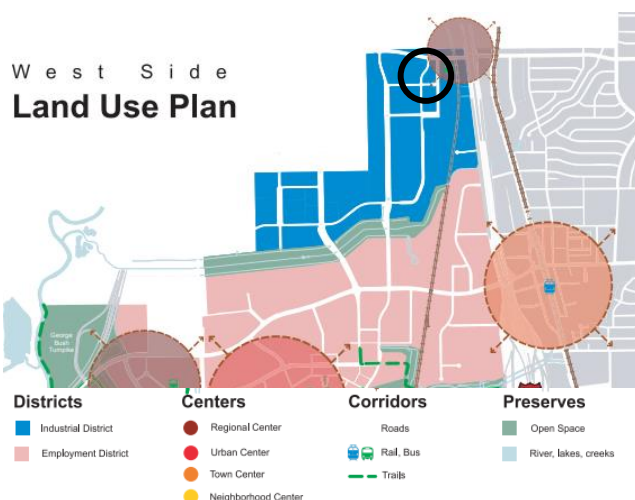 West Side
Land Use Plan
George
Bush
Turnpike
Districts
Industrial District
Employment District
Centers
Regional Center
Urban Center
Town Center
Neighborhood Center
Corridors
Roads
Rail, Bus
Trails
Preserves
Open Space
River, lakes, creeks